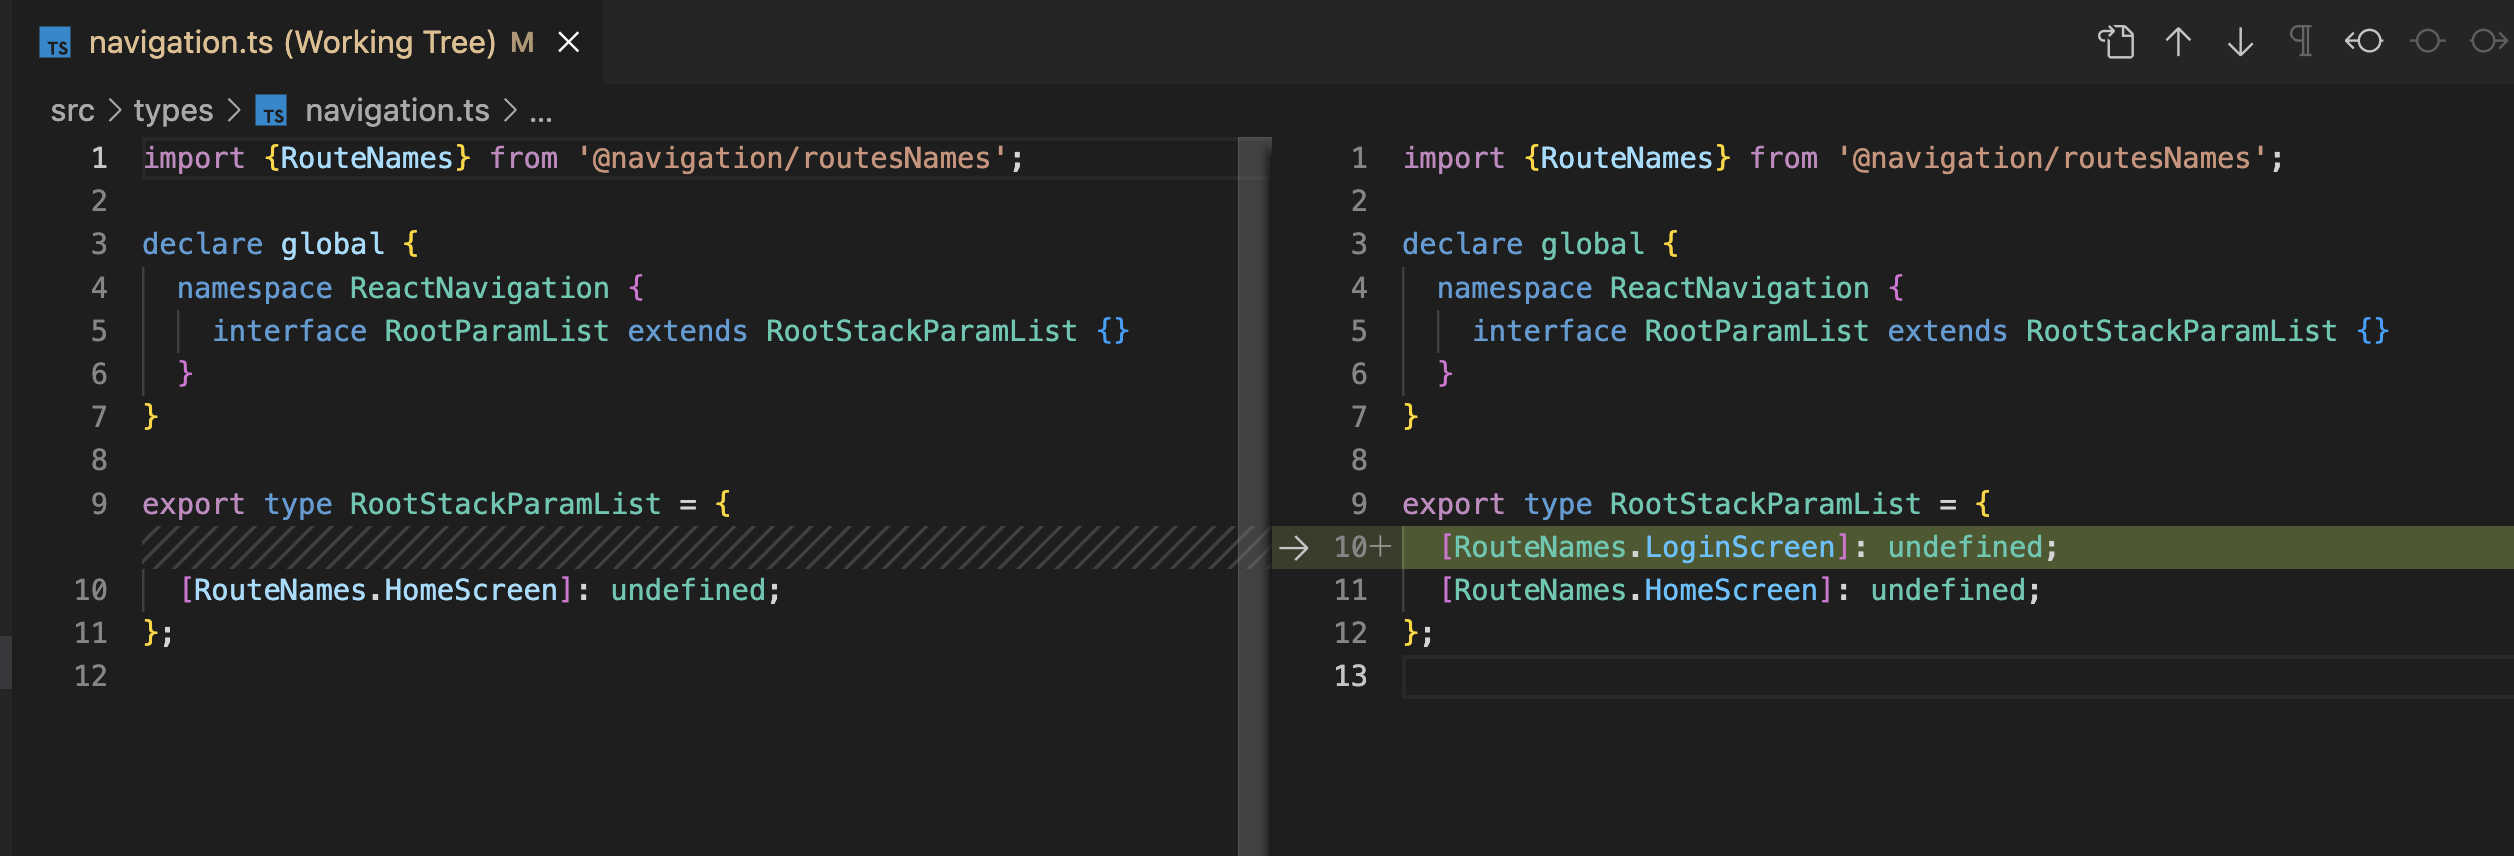 TS navigation.ts (Working Tree) M
src > types > TS navigation.ts > ...
1 import {RouteNames} from '@navigation/routesNames';
2
3 declare global {
4 namespace ReactNavigation {
5 interface RootParamList extends RootStackParamList {}
6 }
7 }
8
9 export type RootStackParamList = {
10 [RouteNames.HomeScreen]: undefined;
11 };
12
1 import {RouteNames} from '@navigation/routesNames';
2
3 declare global {
4 namespace ReactNavigation {
5 interface RootParamList extends RootStackParamList {}
6 }
7 }
8
9 export type RootStackParamList = {
10+ [RouteNames.LoginScreen]: undefined;
11 [RouteNames.HomeScreen]: undefined;
12 };
13